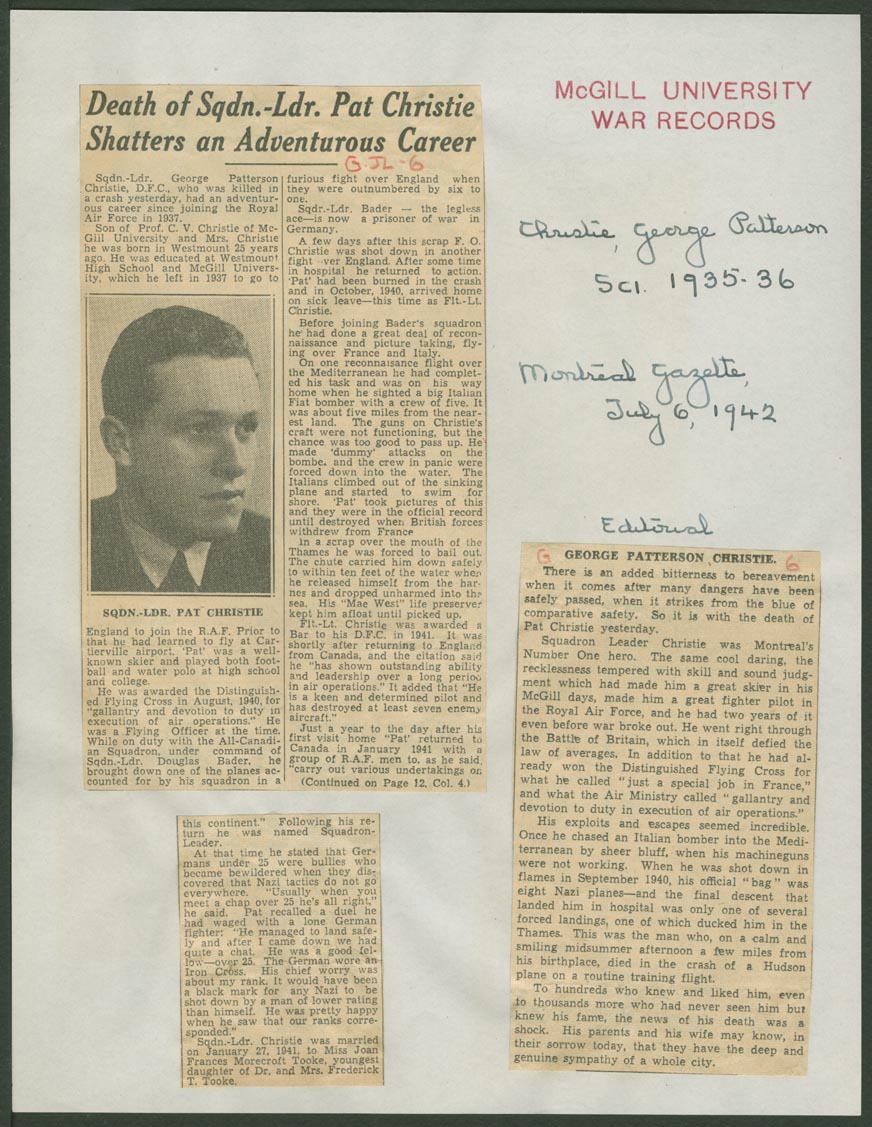 McGILL UNIVERSITY
WAR RECORDS
Christie, George Patterson
Sci. 1935-36
Montreal Gazette,
July 6, 1942
Death of Sqdn.-Ldr. Pat Christie
Shatters an Adventurous Career
G. JL-6
Sqdn.-Ldr. George Patterson
Christie, D.F.C., who was killed in
a crash yesterday, had an adventur-
ous career since joining the Royal
Air Force in 1937.
Son of Prof. C. V. Christie of Mc-
Gill University and Mrs. Christie
he was born in Westmount 25 years
ago. He was educated at Westmount
High School and McGill Univers-
ity, which he left in 1937 to go to
SQDN.-LDR. PAT CHRISTIE
England to join the R.A.F. Prior to
that he had learned to fly at Car-
tierville airport. 'Pat' was a well-
known skier and played both foot-
ball and water polo at high school
and college.
He was awarded the Distinguish-
ed Flying Cross in August, 1940, for
"gallantry and devotion to duty in
execution of air operations." He
was a Flying Officer at the time.
While on duty with the All-Canadi-
an Squadron, under command of
Sqdn.-Ldr. Douglas Bader, he
brought down one of the planes ac-
counted for by his squadron in a
furious fight over England when
they were outnumbered by six to
one.
Sqdr.-Ldr. Bader — the legless
ace—is now a prisoner of war in
Germany.
A few days after this scrap F. O.
Christie was shot down in another
fight ver England. After some time
in hospital he returned to action.
'Pat' had been burned in the crash
and in October, 1940, arrived home
on sick leave—this time as Flt.-Lt.
Christie.
Before joining Bader's squadron
he had done a great deal of recon-
naissance and picture taking, fly-
ing over France and Italy.
On one reconnaisance flight over
the Mediterranean he had complet-
ed his task and was on his way
home when he sighted a big Italian
Fiat bomber with a crew of five. It
was about five miles from the near-
est land. The guns on Christie's
craft were not functioning, but the
chance was too good to pass up. He
made 'dummy' attacks on the
bombe. and the crew in panic were
forced down into the water. The
Italians climbed out of the sinking
plane and started to swim for
shore. 'Pat' took pictures of this
and they were in the official record
until destroyed when British forces
withdrew from France
In a scrap over the mouth of the
Thames he was forced to bail out.
The chute carried him down safely
to within ten feet of the water when
he released himself from the har-
nes and dropped unharmed into the
sea. His "Mae West" life preserver
kept him afloat until picked up.
Flt.-Lt. Christie was awarded a
Bar to his D.F.C. in 1941. It was
shortly after returning to England
from Canada, and the citation said
he "has shown outstanding ability
and leadership over a long period
in air operations." It added that "He
is a keen and determined pilot and
has destroyed at least seven enemy
aircraft."
Just a year to the day after his
first visit home "Pat" returned to
Canada in January 1941 with a
group of R.A.F. men to, as he said,
"carry out various undertakings on
(Continued on Page 12, Col. 4.)
this continent." Following his re-
turn he was named Squadron-
Leader.
At that time he stated that Ger-
mans under 25 were bullies who
became bewildered when they dis-
covered that Nazi tactics do not go
everywhere. "Usually when you
meet a chap over 25 he's all right,"
he said. Pat recalled a duel he
had waged with a lone German
fighter: "He managed to land safe-
ly and after I came down we had
quite a chat. He was a good fel-
low—over 25. The German wore an
Iron Cross. His chief worry was
about my rank. It would have been
a black mark for any Nazi to be
shot down by a man of lower rating
than himself. He was pretty happy
when he saw that our ranks corre-
sponded."
Sqdn.-Ldr. Christie was married
on January 27, 1941, to Miss Joan
Frances Morecroft Tooke, youngest
daughter of Dr. and Mrs. Frederick
T. Tooke.
Editorial
G 6
GEORGE PATTERSON CHRISTIE.
There is an added bitterness to bereavement
when it comes after many dangers have been
safely passed, when it strikes from the blue of
comparative safety. So it is with the death of
Pat Christie yesterday.
Squadron Leader Christie was Montreal's
Number One hero. The same cool daring, the
recklessness tempered with skill and sound judg-
ment which had made him a great skier in his
McGill days, made him a great fighter pilot in
the Royal Air Force, and he had two years of it
even before war broke out. He went right through
the Battle of Britain, which in itself defied the
law of averages. In addition to that he had al-
ready won the Distinguished Flying Cross for
what he called "just a special job in France,"
and what the Air Ministry called "gallantry and
devotion to duty in execution of air operations."
His exploits and escapes seemed incredible.
Once he chased an Italian bomber into the Medi-
terranean by sheer bluff, when his machineguns
were not working. When he was shot down in
flames in September 1940, his official "bag" was
eight Nazi planes—and the final descent that
landed him in hospital was only one of several
forced landings, one of which ducked him in the
Thames. This was the man who, on a calm and
smiling midsummer afternoon a few miles from
his birthplace, died in the crash of a Hudson
plane on a routine training flight.
To hundreds who knew and liked him, even
to thousands more who had never seen him but
knew his fame, the news of his death was a
shock. His parents and his wife may know, in
their sorrow today, that they have the deep and
genuine sympathy of a whole city.